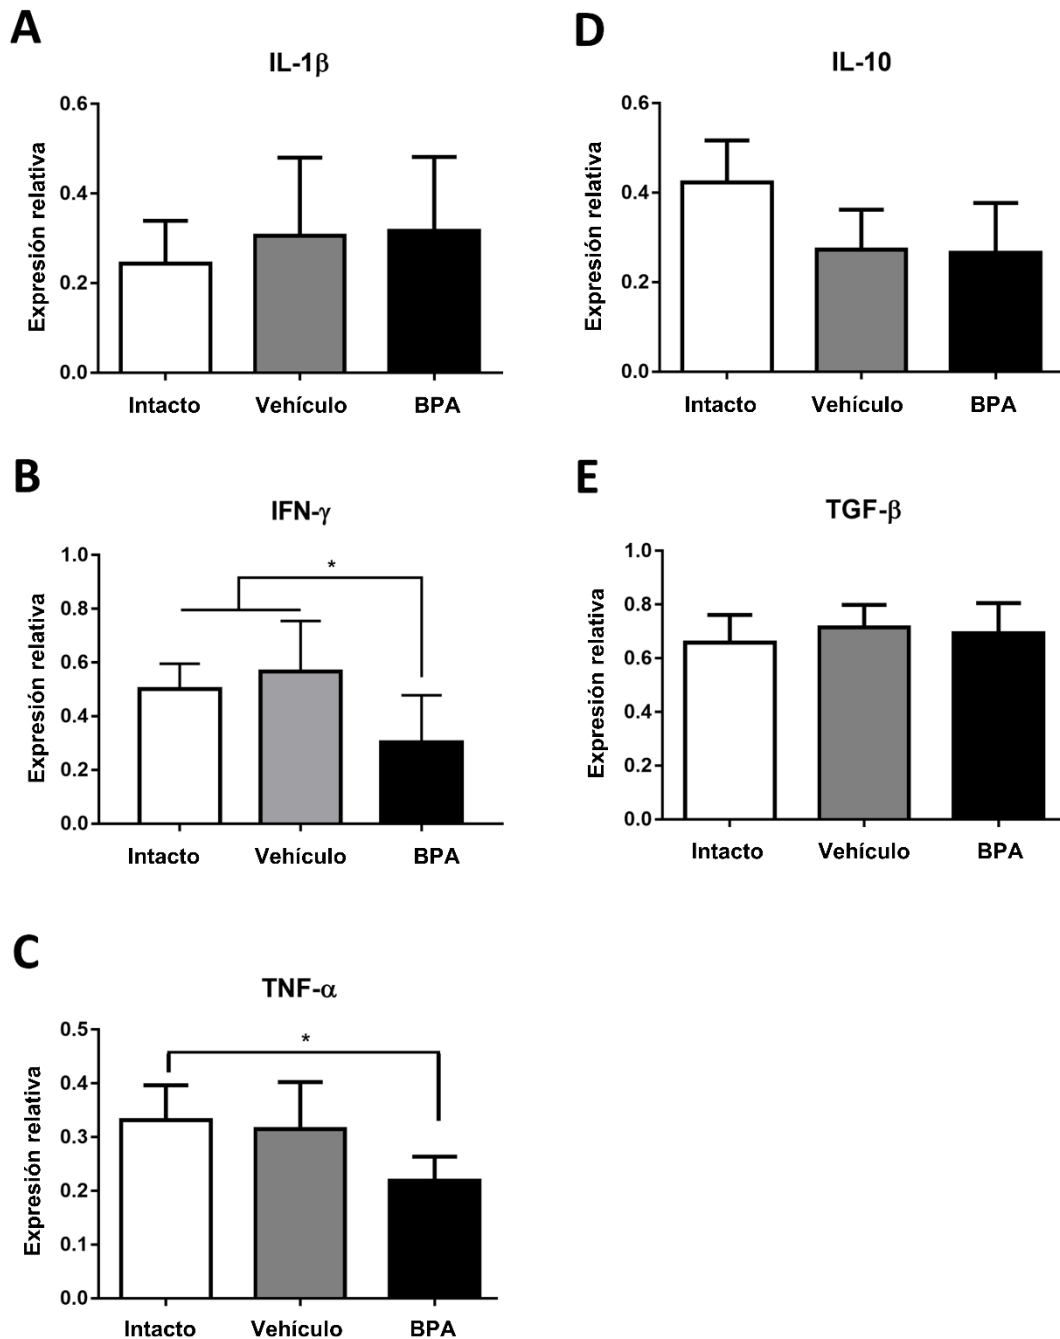 A
IL-1β
Expresión relativa
0.6
0.4
0.2
0.0
Intacto Vehículo BPA
D
IL-10
Expresión relativa
0.6
0.4
0.2
0.0
Intacto Vehículo BPA
B
IFN-γ
Expresión relativa
1.0
0.8
0.6
0.4
0.2
0.0
*
Intacto Vehículo BPA
E
TGF-β
Expresión relativa
1.0
0.8
0.6
0.4
0.2
0.0
Intacto Vehículo BPA
C
TNF-α
Expresión relativa
0.5
0.4
0.3
0.2
0.1
0.0
*
Intacto Vehículo BPA